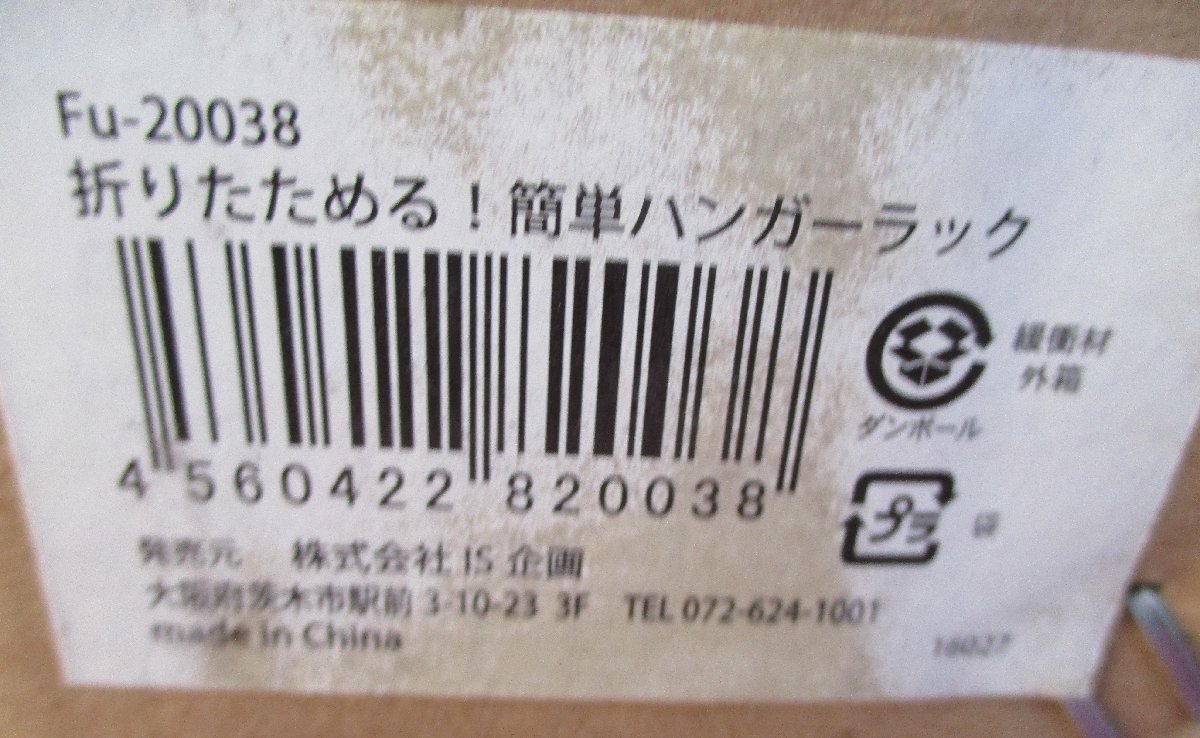 Fu-20038
折りたためる！簡単ハンガーラック
4 560422 820038
緩衝材
外箱
ダンボール
プラ
袋
発売元 株式会社 IS 企画
大阪府茨木市駅前 3-10-23 3F TEL 072-624-1001
made in China
16027